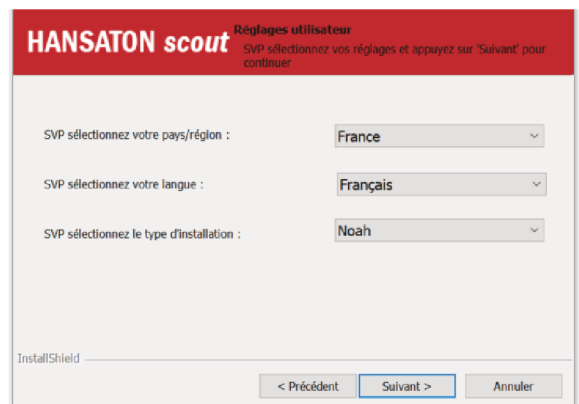 HANSATON scout
Réglages utilisateur
SVP sélectionnez vos réglages et appuyez sur 'Suivant' pour
continuer
SVP sélectionnez votre pays/région :
France
SVP sélectionnez votre langue :
Français
SVP sélectionnez le type d'installation :
Noah
InstallShield
< Précédent
Suivant >
Annuler